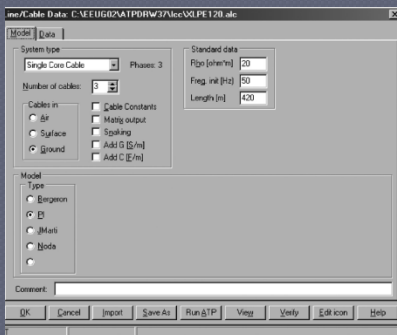 ine/Cable Data: C:\EEUG02\ATPDRW37\lcc\XLPE120.alc
Model Data
System type
Single Core Cable Phases: 3
Number of cables: 3
Cables in
Air
Surface
Ground
Cable Constants
Matrix output
Snaking
Add G [S/m]
Add C [F/m]
Standard data
Rho [ohm*m] 20
Freq. init [Hz] 50
Length [m] 420
Model
Type
Bergeron
PI
JMarti
Noda
Comment:
OK Cancel Import Save As Run ATP View Verify Edit icon Help